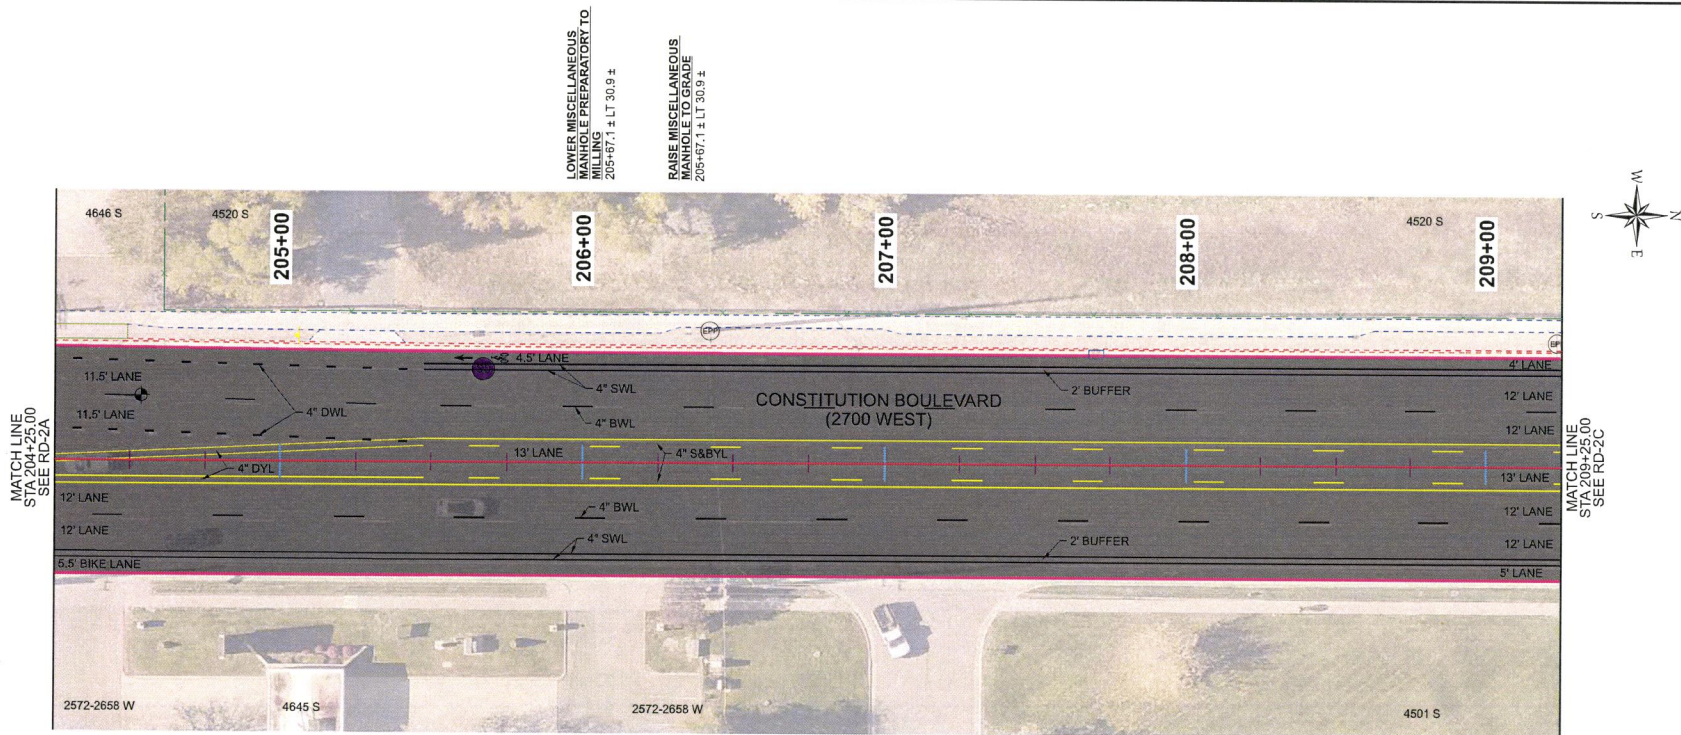 LOWER MISCELLANEOUS
MANHOLE PREPARATORY TO
MILLING
205+67.1 ± LT 30.9 ±
RAISE MISCELLANEOUS
MANHOLE TO GRADE
205+67.1 ± LT 30.9 ±
W
S
N
E
4646 S
4520 S
4520 S
205+00
206+00
207+00
208+00
209+00
EPP
4.5' LANE
4' LANE
11.5' LANE
4" SWL
2' BUFFER
12' LANE
CONSTITUTION BOULEVARD
(2700 WEST)
11.5' LANE
4" DWL
4" BWL
12' LANE
MATCH LINE
STA 204+25.00
SEE RD-2A
13' LANE
4" S&BYL
4" DYL
13' LANE
MATCH LINE
STA 209+25.00
SEE RD-2C
12' LANE
4" BWL
12' LANE
12' LANE
4" SWL
2' BUFFER
12' LANE
5.5' BIKE LANE
5' LANE
2572-2658 W
4645 S
2572-2658 W
4501 S